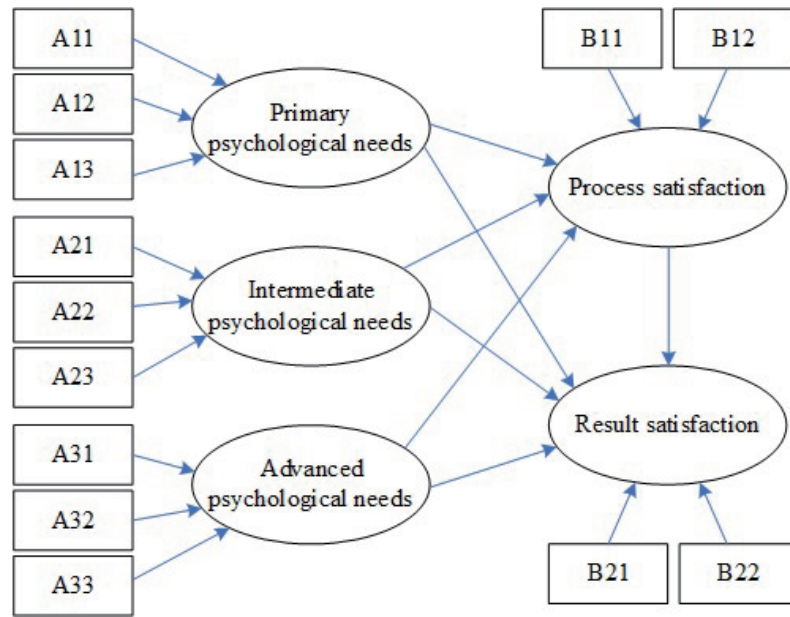 A11
A12
A13
Primary
psychological needs
A21
A22
A23
Intermediate
psychological needs
A31
A32
A33
Advanced
psychological needs
B11
B12
Process satisfaction
Result satisfaction
B21
B22